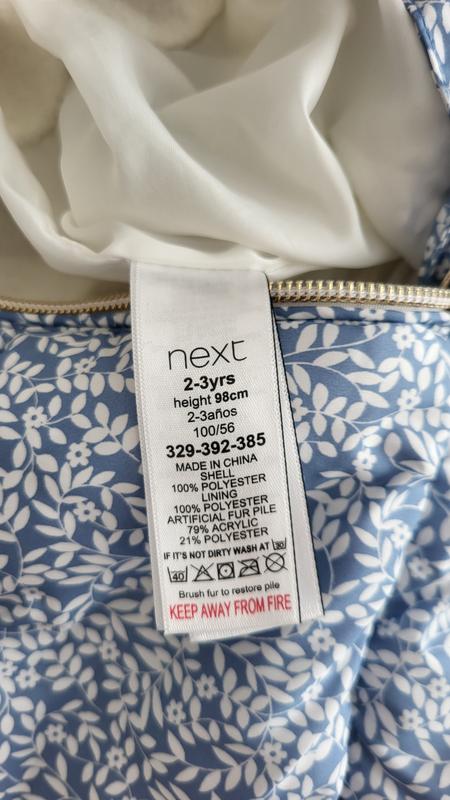 next
2-3yrs
height 98cm
2-3años
100/56
329-392-385
MADE IN CHINA
SHELL
100% POLYESTER
LINING
100% POLYESTER
ARTIFICIAL FUR PILE
79% ACRYLIC
21% POLYESTER
IF IT'S NOT DIRTY WASH AT 30
40
Brush fur to restore pile
KEEP AWAY FROM FIRE